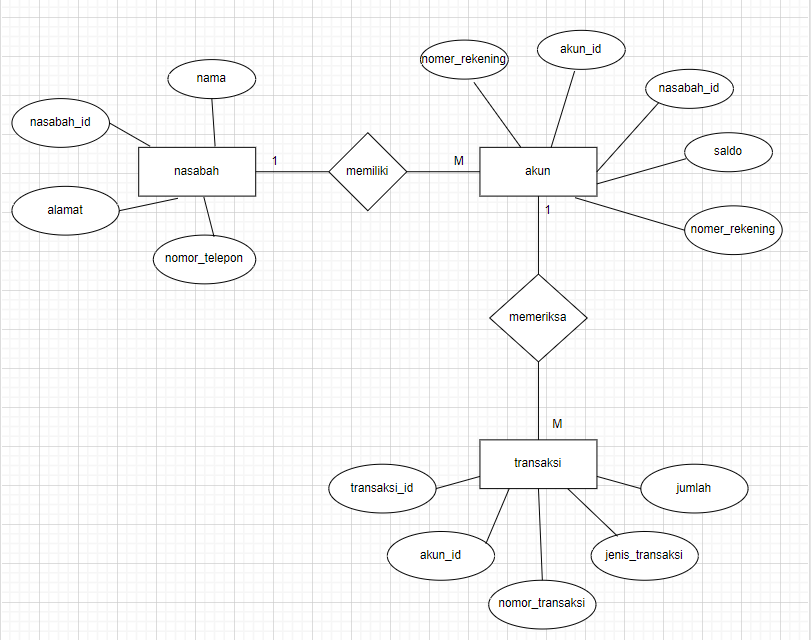 nomer_rekening
akun_id
nama
nasabah_id
nasabah_id
saldo
nasabah
1
memiliki
M
akun
alamat
1
nomer_rekening
nomor_telepon
memeriksa
M
transaksi
transaksi_id
jumlah
akun_id
jenis_transaksi
nomor_transaksi